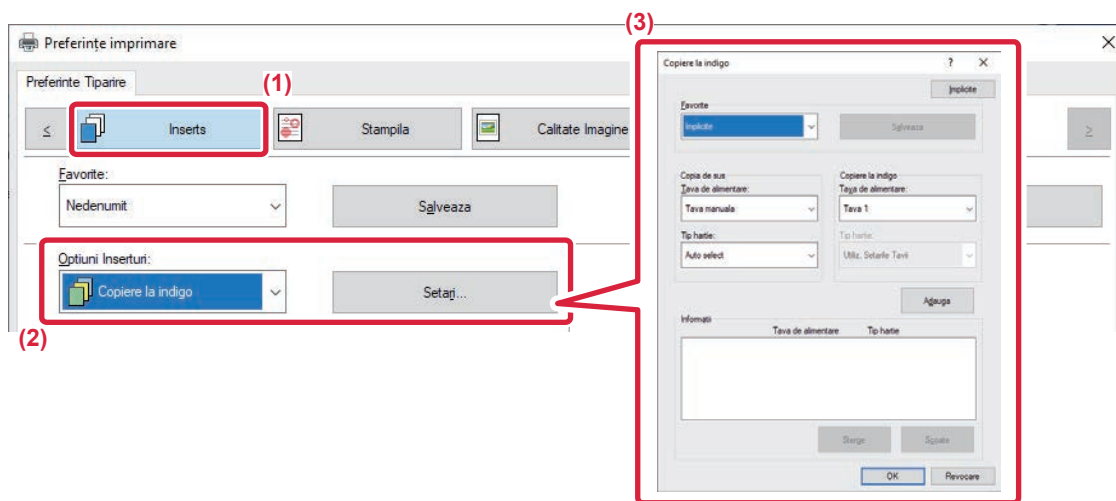 (3)
Preferințe imprimare
Preferinte Tiparire
(1)
≤
Inserts
Stampila
Calitate Imagine
≥
Favorite:
Nedenumit
Salveaza
Optiuni Inserturi:
Copiere la indigo
Setari...
(2)
Copiere la indigo
?
Implicite
Favorite
Implicite
Salveaza
Copia de sus
Copiere la indigo
Tava de alimentare:
Tava de alimentare:
Tava manuala
Tava 1
Tip hartie:
Tip hartie:
Auto select
Utiliz. Setarile Tavii
Adauga
Informatii
Tava de alimentare
Tip hartie
Sterge
Scoate
OK
Revocare